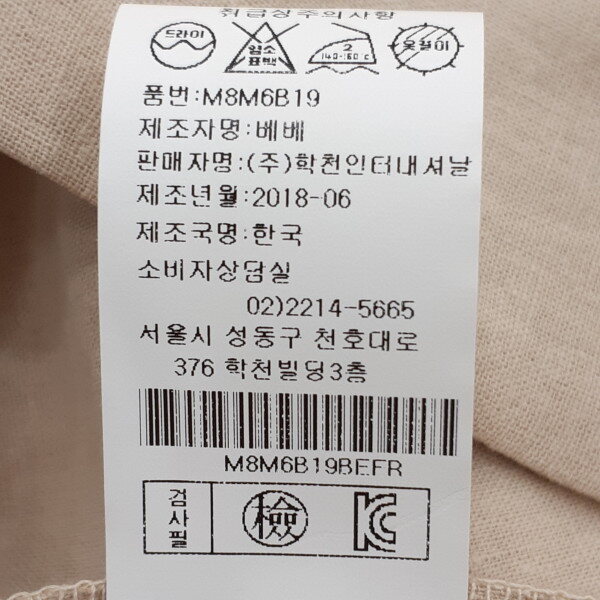 취급상주의사항
드라이
염소
표백
2
140-160℃
옷걸이
품번:M8M6B19
제조자명:베베
판매자명:(주)학천인터내셔날
제조년월:2018-06
제조국명:한국
소비자상담실
02)2214-5665
서울시 성동구 천호대로
376 학천빌딩3층
M8M6B19BEFR
검사필
檢
KC